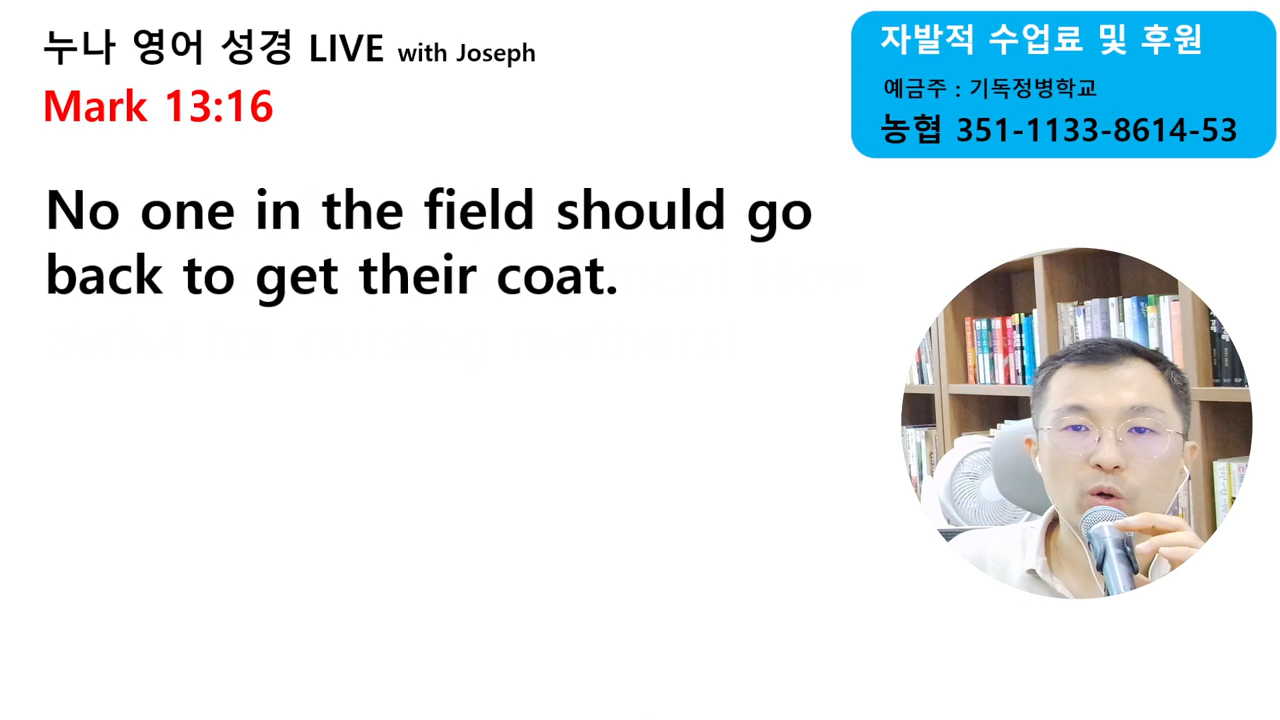 누나 영어 성경 LIVE with Joseph
Mark 13:16
No one in the field should go
back to get their coat.
자발적 수업료 및 후원
예금주 : 기독정병학교
농협 351-1133-8614-53